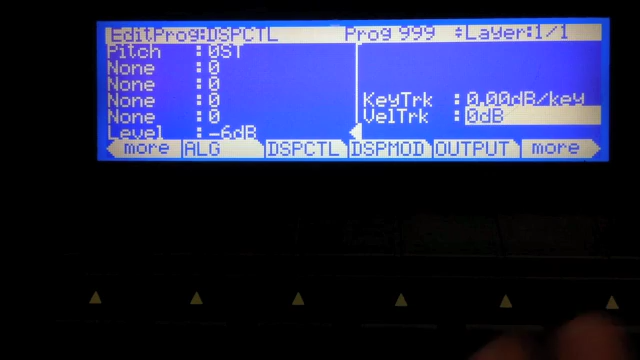 EditProg:DSPCTL Prog 999 ÷Layer:1/1
Pitch :0ST
None :0
None :0
None :0 KeyTrk :0.00dB/key
None :0 VelTrk :0dB
Level :-6dB
more ALG DSPCTL DSPMOD OUTPUT more